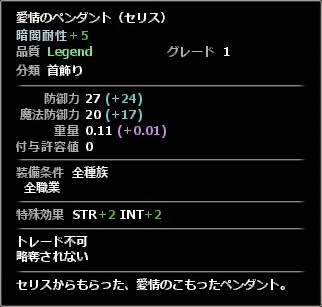 愛情のペンダント（セリス）
暗闇耐性＋5
品質 Legend グレード 1
分類 首飾り
防御力 27 (+24)
魔法防御力 20 (+17)
重量 0.11 (+0.01)
付与許容値 0
装備条件 全種族
全職業
特殊効果 STR+2 INT+2
トレード不可
略奪されない
セリスからもらった、愛情のこもったペンダント。